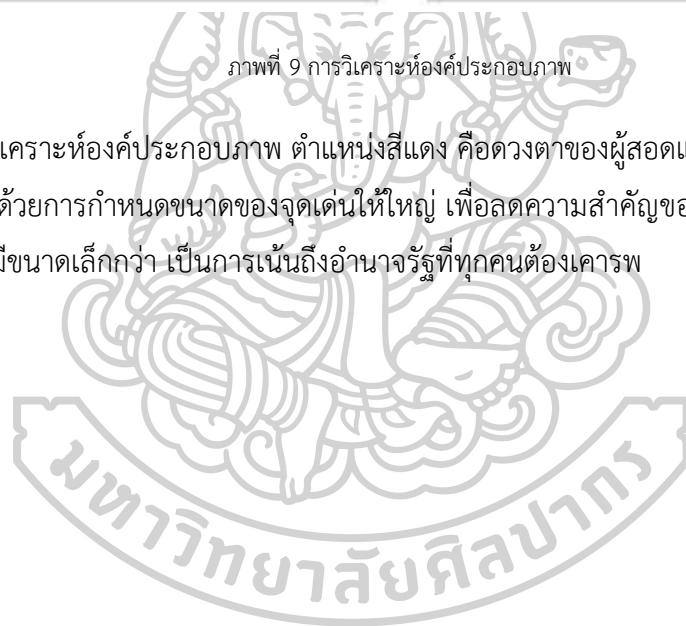 ภาพที่ 9 การวิเคราะห์องค์ประกอบภาพ
เคราะห์องค์ประกอบภาพ ตำแหน่งสีแดง คือดวงตาของผู้สอดแ
ด้วยการกำหนดขนาดของจุดเด่นให้ใหญ่ เพื่อลดความสำคัญขอ
มีขนาดเล็กกว่า เป็นการเน้นถึงอำนาจรัฐที่ทุกคนต้องเคารพ
มหาวิทยาลัยศิลปากร